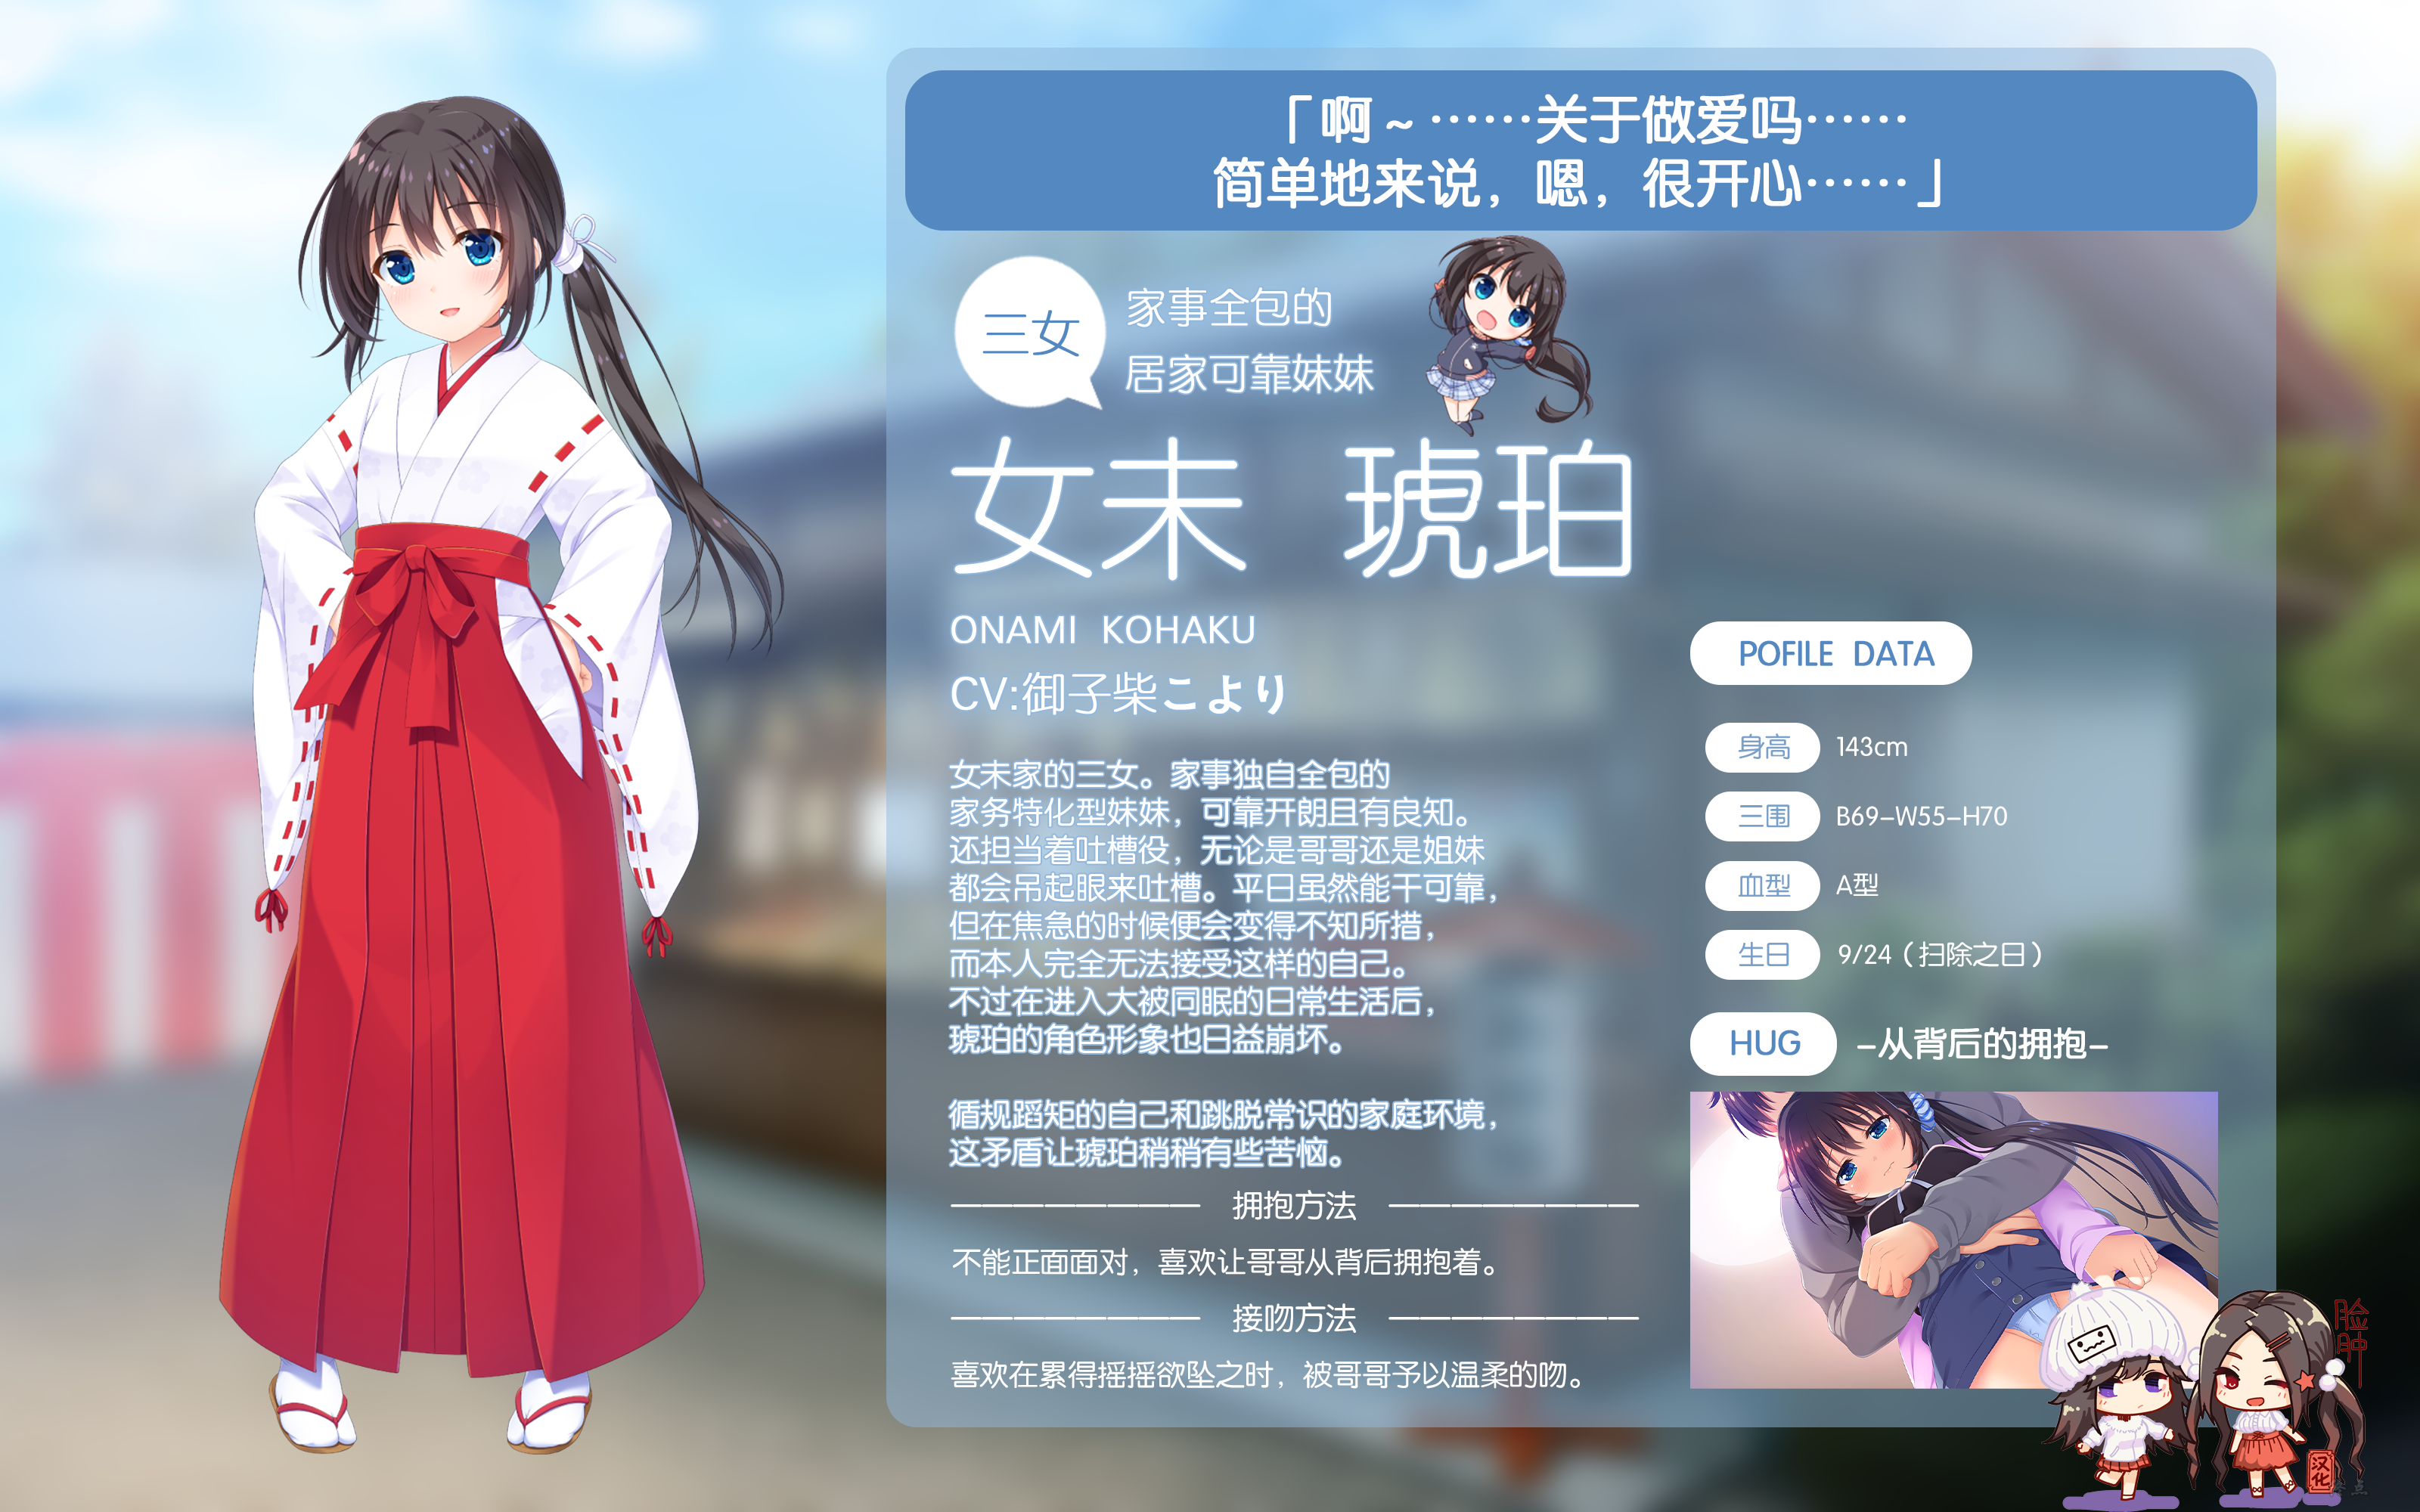 「啊~……关于做爱吗……
简单地来说，嗯，很开心……」
三女
家事全包的
居家可靠妹妹
女未 琥珀
ONAMI KOHAKU
CV:御子柴こより
女未家的三女。家事独自全包的
家务特化型妹妹，可靠开朗且有良知。
还担当着吐槽役，无论是哥哥还是姐妹
都会吊起眼来吐槽。平日虽然能干可靠，
但在焦急的时候便会变得不知所措，
而本人完全无法接受这样的自己。
不过在进入大被同眠的日常生活后，
琥珀的角色形象也日益崩坏。
循规蹈矩的自己和跳脱常识的家庭环境，
这矛盾让琥珀稍稍有些苦恼。
———————— 拥抱方法 ————————
不能正面面对，喜欢让哥哥从背后拥抱着。
———————— 接吻方法 ————————
喜欢在累得摇摇欲坠之时，被哥哥予以温柔的吻。
POFILE DATA
身高 143cm
三围 B69-W55-H70
血型 A型
生日 9/24（扫除之日）
HUG -从背后的拥抱-
脸肿
汉化